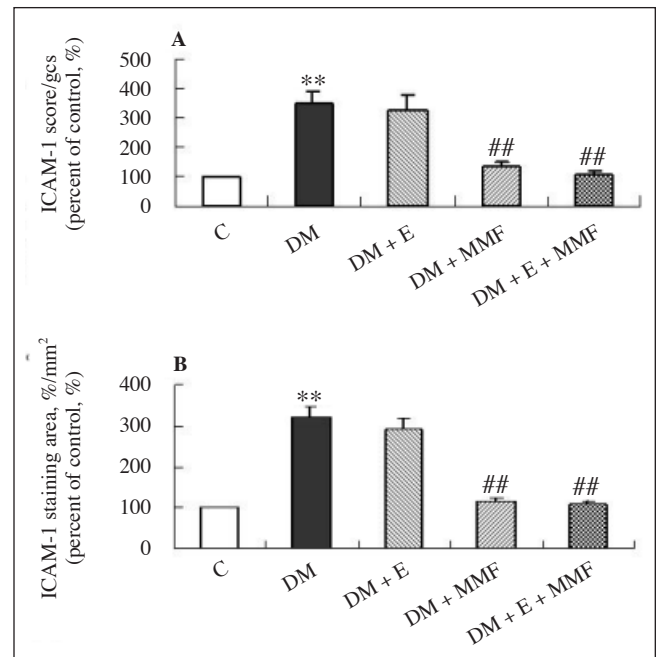 A
ICAM-1 score/gcs
(percent of control, %)
500
400
300
200
100
0
**
##
##
C
DM
DM + E
DM + MMF
DM + E + MMF
B
ICAM-1 staining area, %/mm²
(percent of control, %)
400
300
200
100
0
**
##
##
C
DM
DM + E
DM + MMF
DM + E + MMF